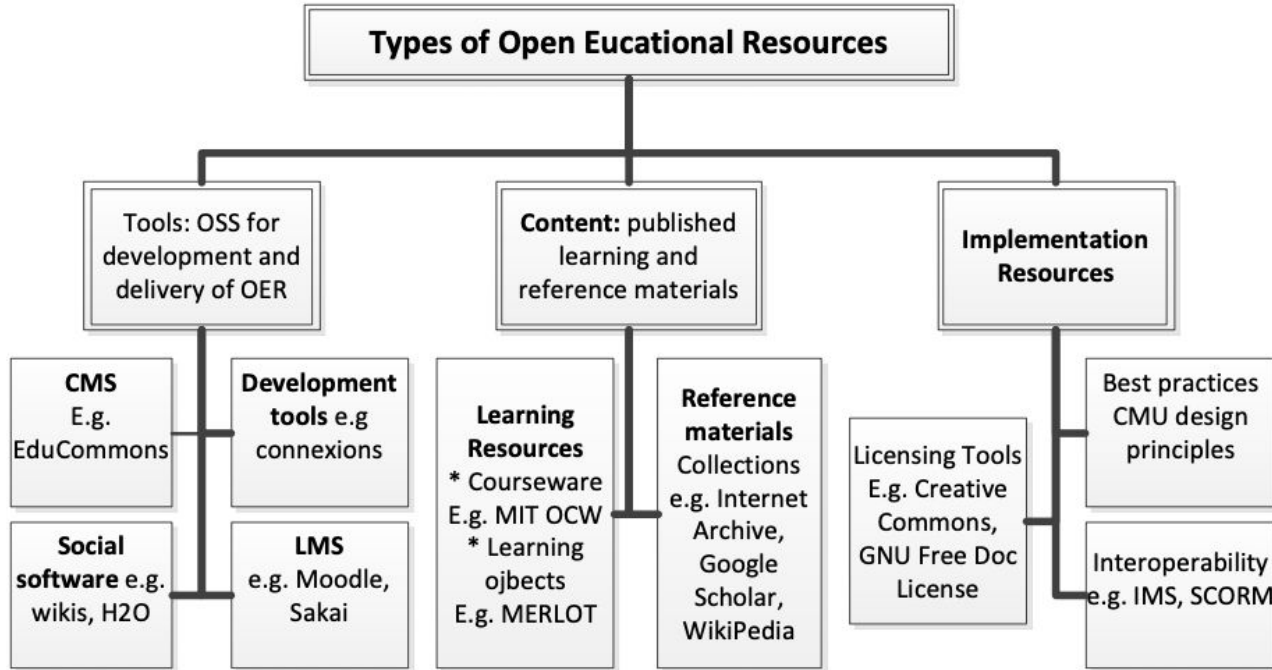 Types of Open Eucational Resources
Tools: OSS for
development and
delivery of OER
Content: published
learning and
reference materials
Implementation
Resources
CMS
E.g.
EduCommons
Development
tools e.g
connexions
Social
software e.g.
wikis, H2O
LMS
e.g. Moodle,
Sakai
Learning
Resources
* Courseware
E.g. MIT OCW
* Learning
ojbects
E.g. MERLOT
Reference
materials
Collections
e.g. Internet
Archive,
Google
Scholar,
WikiPedia
Licensing Tools
E.g. Creative
Commons,
GNU Free Doc
License
Best practices
CMU design
principles
Interoperability
e.g. IMS, SCORM